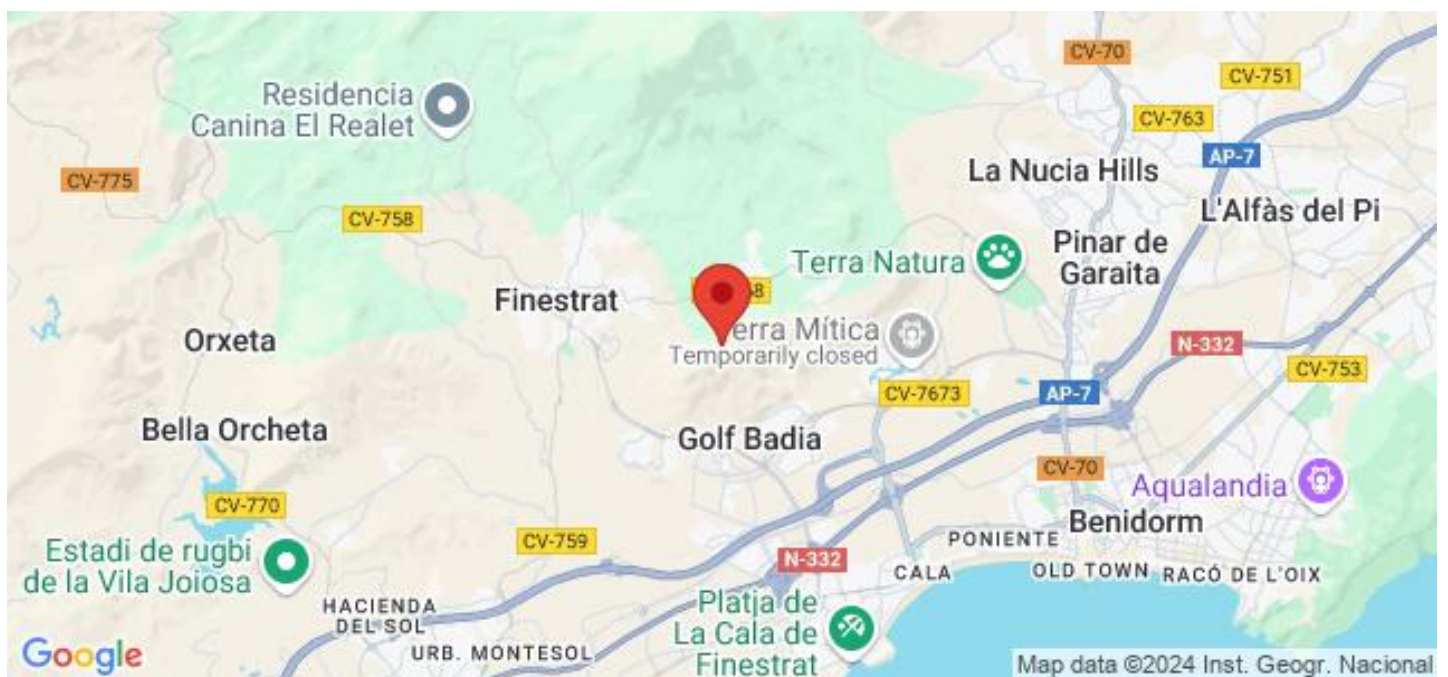 CV-70
CV-751
Residencia
Canina El Realet
CV-763
AP-7
La Nucia Hills
CV-775
CV-758
L'Alfàs del Pi
Terra Natura
Pinar de
Garaita
Finestrat
Orxeta
Terra Mítica
Temporarily closed
N-332
CV-753
CV-7673
AP-7
Bella Orcheta
Golf Badia
CV-70
Aqualandia
CV-770
Benidorm
Estadi de rugbi
de la Vila Joiosa
CV-759
PONIENTE
N-332
CALA
OLD TOWN
RACÓ DE L'OIX
HACIENDA
DEL SOL
Platja de
La Cala de
Finestrat
URB. MONTESOL
Google
Map data ©2024 Inst. Geogr. Nacional